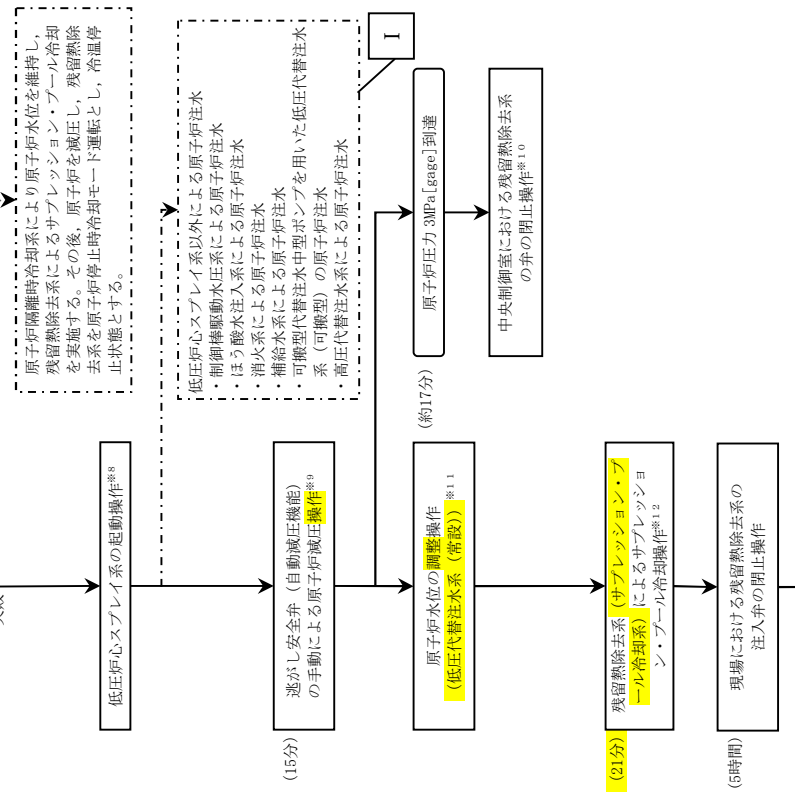 原子炉隔離時冷却系により原子炉水位を維持し,
残留熱除去系によるサプレッション・プール冷却
を実施する。その後,原子炉を減圧し,残留熱除
去系を原子炉停止時冷却モード運転とし,冷温停
止状態とする。
低圧炉心スプレイ系の起動操作※8
低圧炉心スプレイ系以外による原子炉注水
・制御棒駆動水圧系による原子炉注水
・ほう酸水注入系による原子炉注水
・消火系による原子炉注水
・補給水系による原子炉注水
・可搬型代替注水中型ポンプを用いた低圧代替注水
系(可搬型)の原子炉注水
・高圧代替注水系による原子炉注水
I
(15分)
逃がし安全弁(自動減圧機能)
の手動による原子炉減圧操作※9
(約17分)
原子炉圧力 3MPa[gage]到達
原子炉水位の調整操作
(低圧代替注水系(常設))※11
中央制御室における残留熱除去系
の弁の閉止操作※10
(21分)
残留熱除去系(サプレッション・プ
ール冷却系)によるサプレッショ
ン・プール冷却操作※12
(5時間)
現場における残留熱除去系の
注入弁の閉止操作